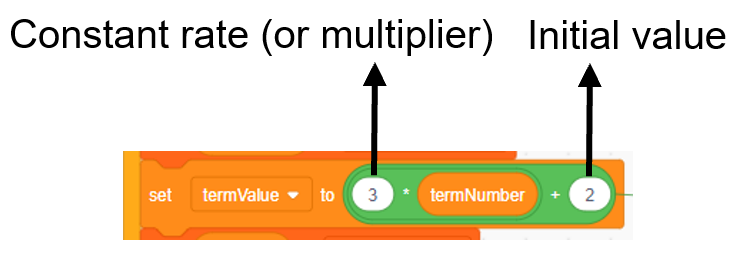 Constant rate (or multiplier) Initial value
set termValue to 3 * termNumber + 2